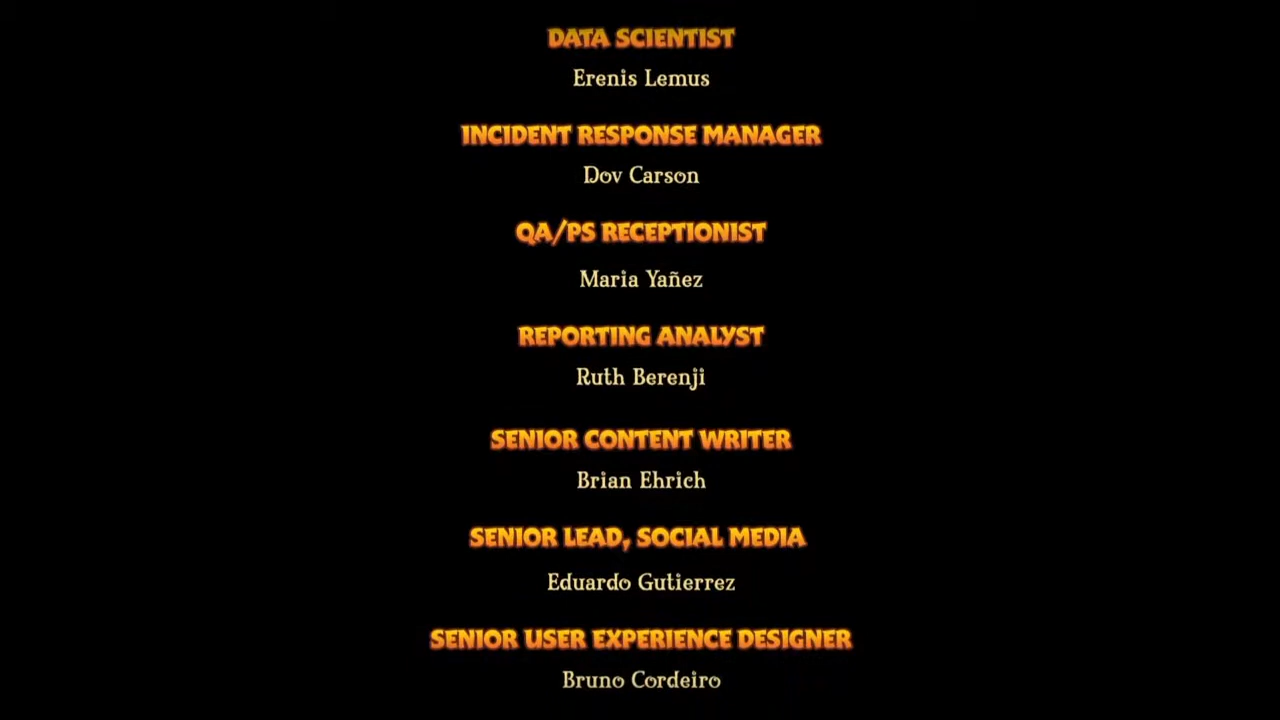 DATA SCIENTIST
Erenis Lemus
INCIDENT RESPONSE MANAGER
Dov Carson
QA/PS RECEPTIONIST
Maria Yañez
REPORTING ANALYST
Ruth Berenji
SENIOR CONTENT WRITER
Brian Ehrich
SENIOR LEAD, SOCIAL MEDIA
Eduardo Gutierrez
SENIOR USER EXPERIENCE DESIGNER
Bruno Cordeiro